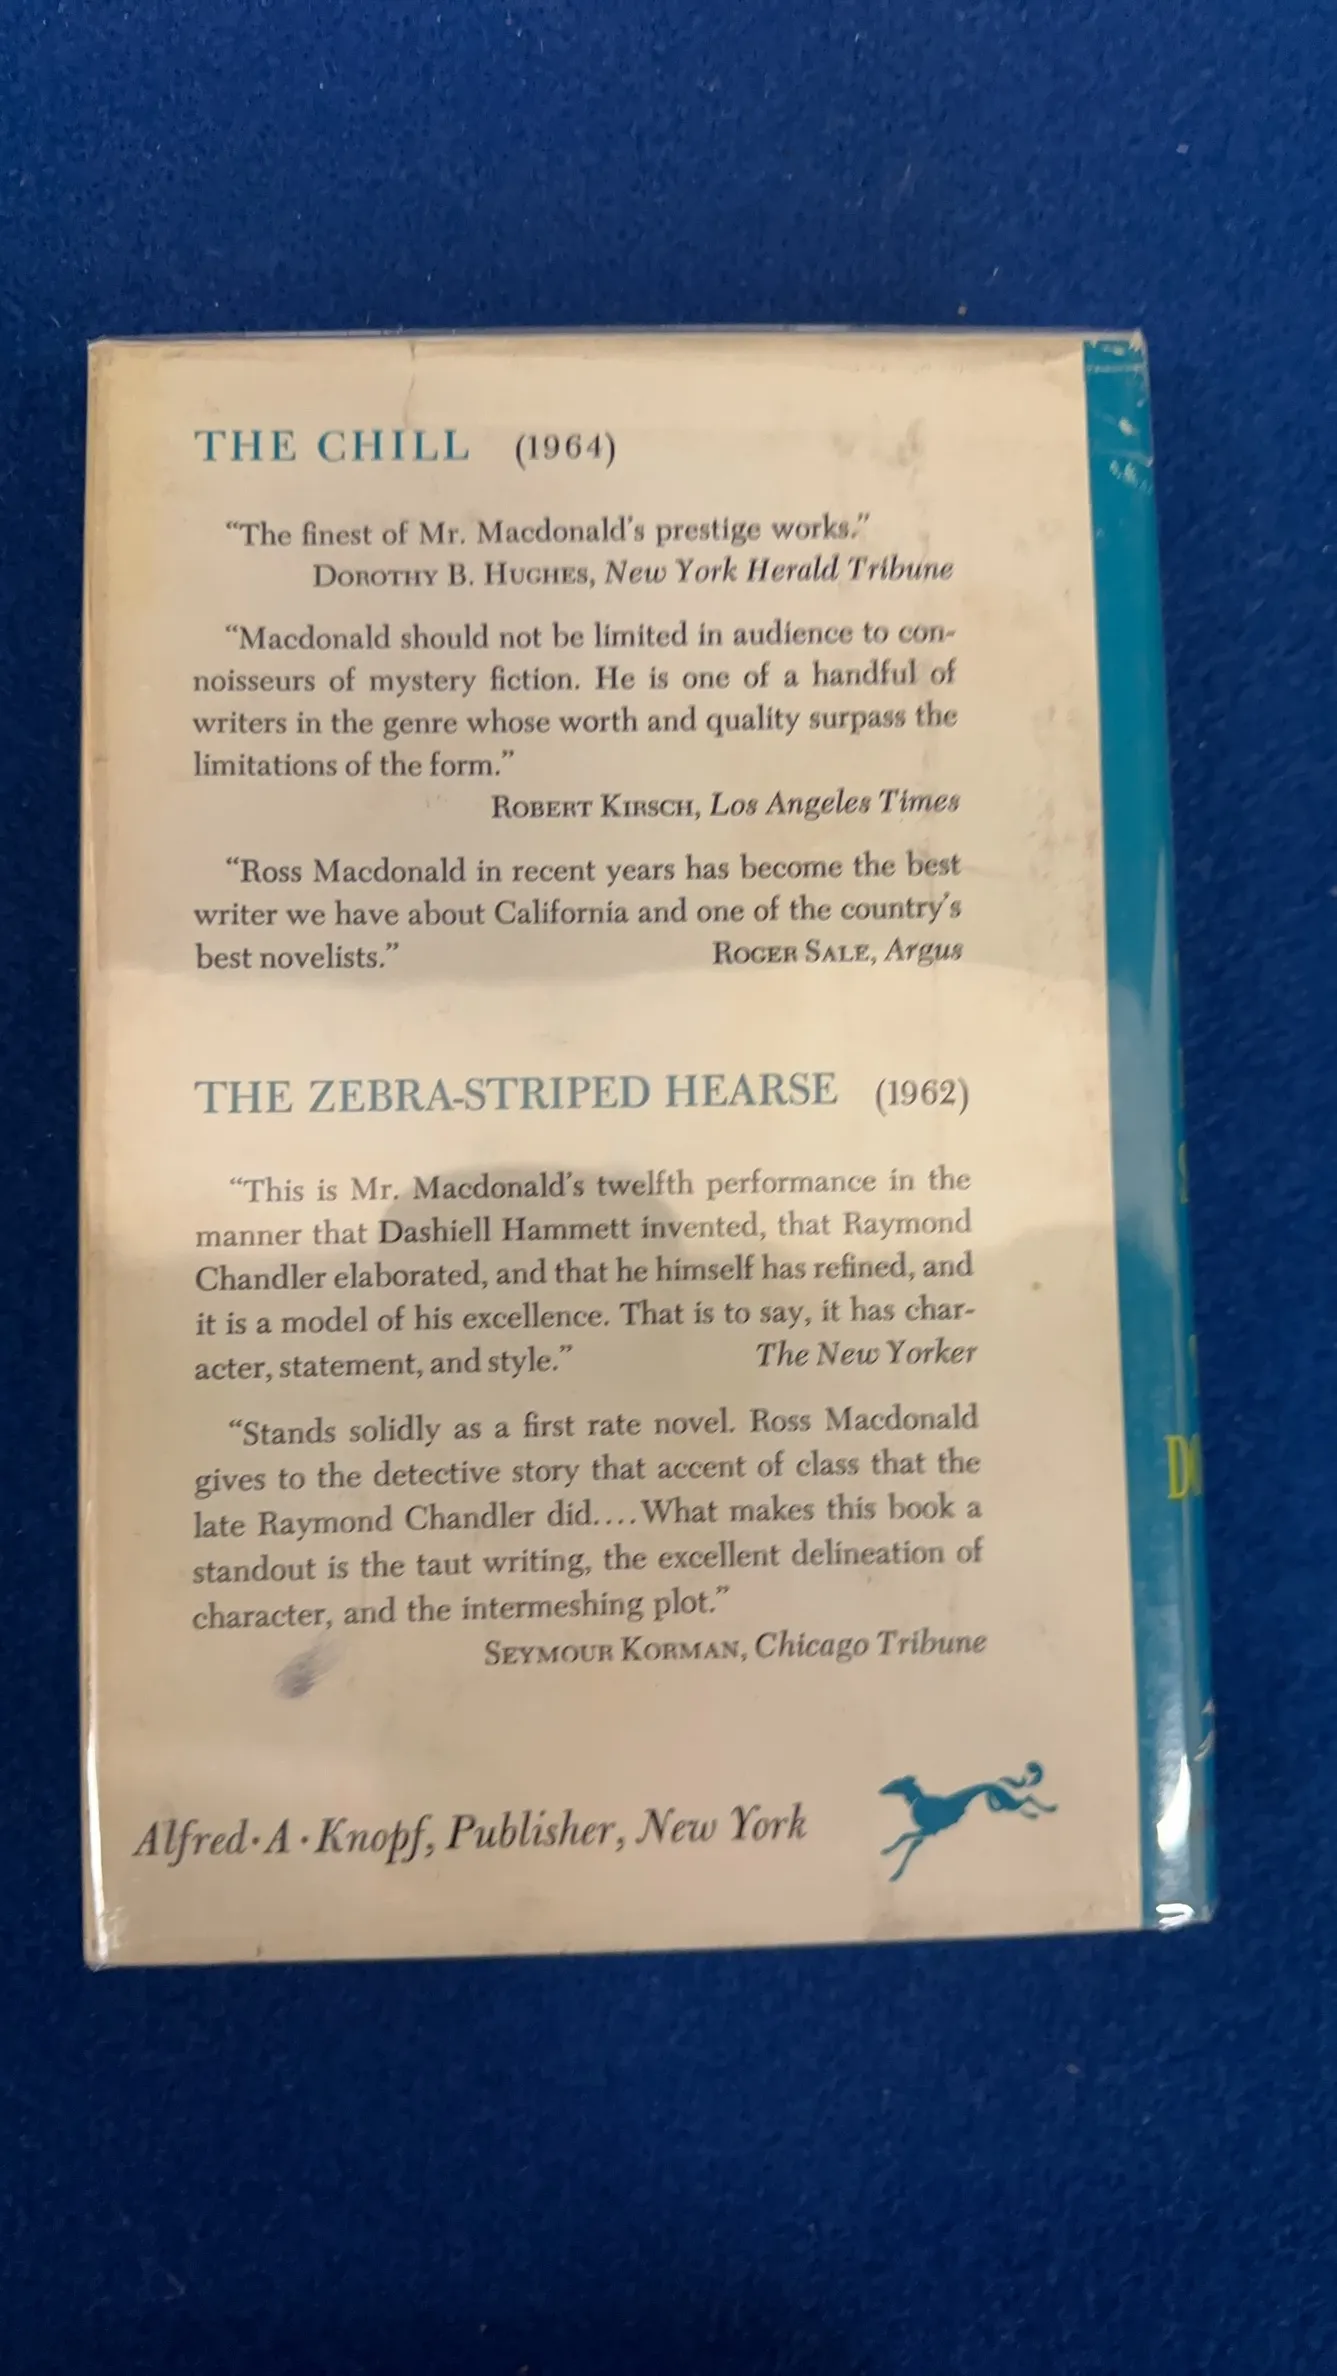 THE CHILL (1964)
“The finest of Mr. Macdonald’s prestige works.”
DOROTHY B. HUGHES, New York Herald Tribune
“Macdonald should not be limited in audience to con-
noisseurs of mystery fiction. He is one of a handful of
writers in the genre whose worth and quality surpass the
limitations of the form.”
ROBERT KIRSCH, Los Angeles Times
“Ross Macdonald in recent years has become the best
writer we have about California and one of the country’s
best novelists.” ROGER SALE, Argus
THE ZEBRA-STRIPED HEARSE (1962)
“This is Mr. Macdonald’s twelfth performance in the
manner that Dashiell Hammett invented, that Raymond
Chandler elaborated, and that he himself has refined, and
it is a model of his excellence. That is to say, it has char-
acter, statement, and style.” The New Yorker
“Stands solidly as a first rate novel. Ross Macdonald
gives to the detective story that accent of class that the
late Raymond Chandler did....What makes this book a
standout is the taut writing, the excellent delineation of
character, and the intermeshing plot.”
SEYMOUR KORMAN, Chicago Tribune
Alfred · A · Knopf, Publisher, New York